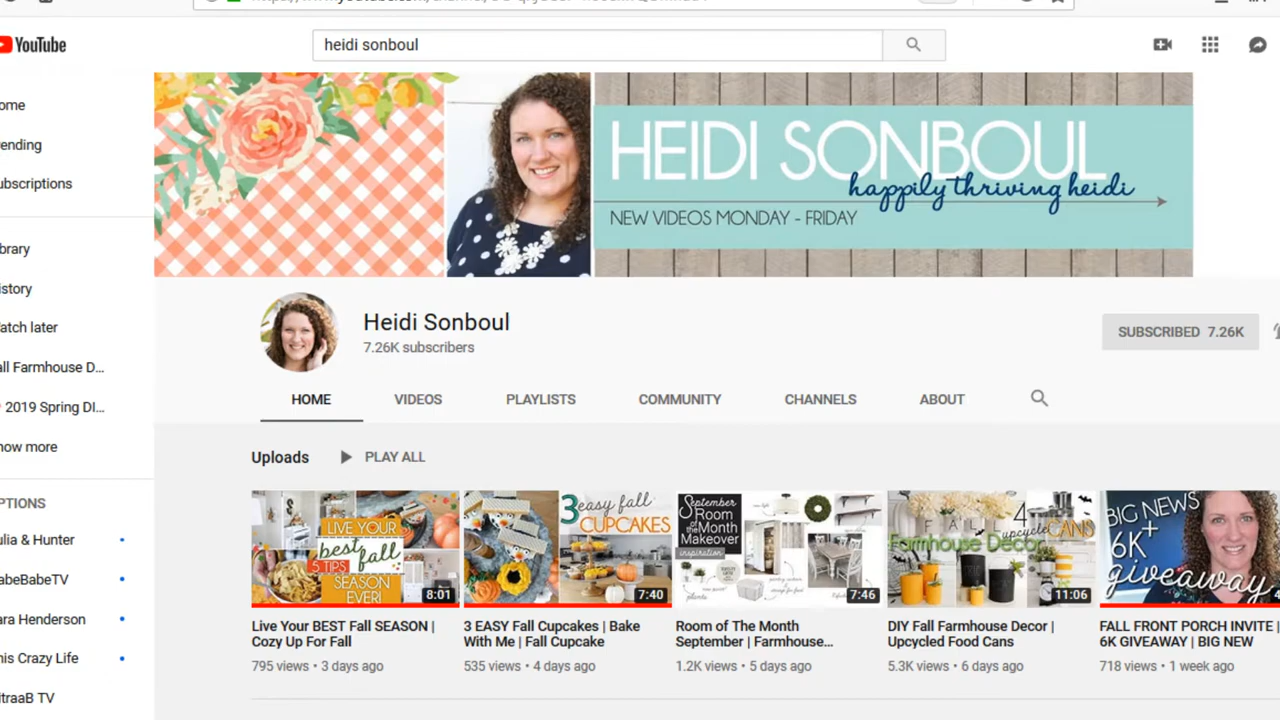 YouTube
heidi sonboul
HEIDI SONBOUL
happily thriving heidi
NEW VIDEOS MONDAY - FRIDAY
ome
ending
ubscriptions
brary
istory
atch later
all Farmhouse D...
2019 Spring DI...
how more
PTIONS
ulia & Hunter
abeBabeTV
ara Henderson
his Crazy Life
itraaB TV
Heidi Sonboul
7.26K subscribers
SUBSCRIBED 7.26K
HOME VIDEOS PLAYLISTS COMMUNITY CHANNELS ABOUT
Uploads PLAY ALL
LIVE YOUR
best fall
5 TIPS
SEASON
EVER!
8:01
3 easy fall
CUPCAKES
7:40
September
Room of
the Month
Makeover
inspiration
7:46
FALL 4
upcycle
Farmhouse Decor
CANS
11:06
BIG NEWS
+
6K
giveaway
4
Live Your BEST Fall SEASON |
Cozy Up For Fall
795 views • 3 days ago
3 EASY Fall Cupcakes | Bake
With Me | Fall Cupcake
535 views • 4 days ago
Room of The Month
September | Farmhouse...
1.2K views • 5 days ago
DIY Fall Farmhouse Decor |
Upcycled Food Cans
5.3K views • 6 days ago
FALL FRONT PORCH INVITE |
6K GIVEAWAY | BIG NEW
718 views • 1 week ago